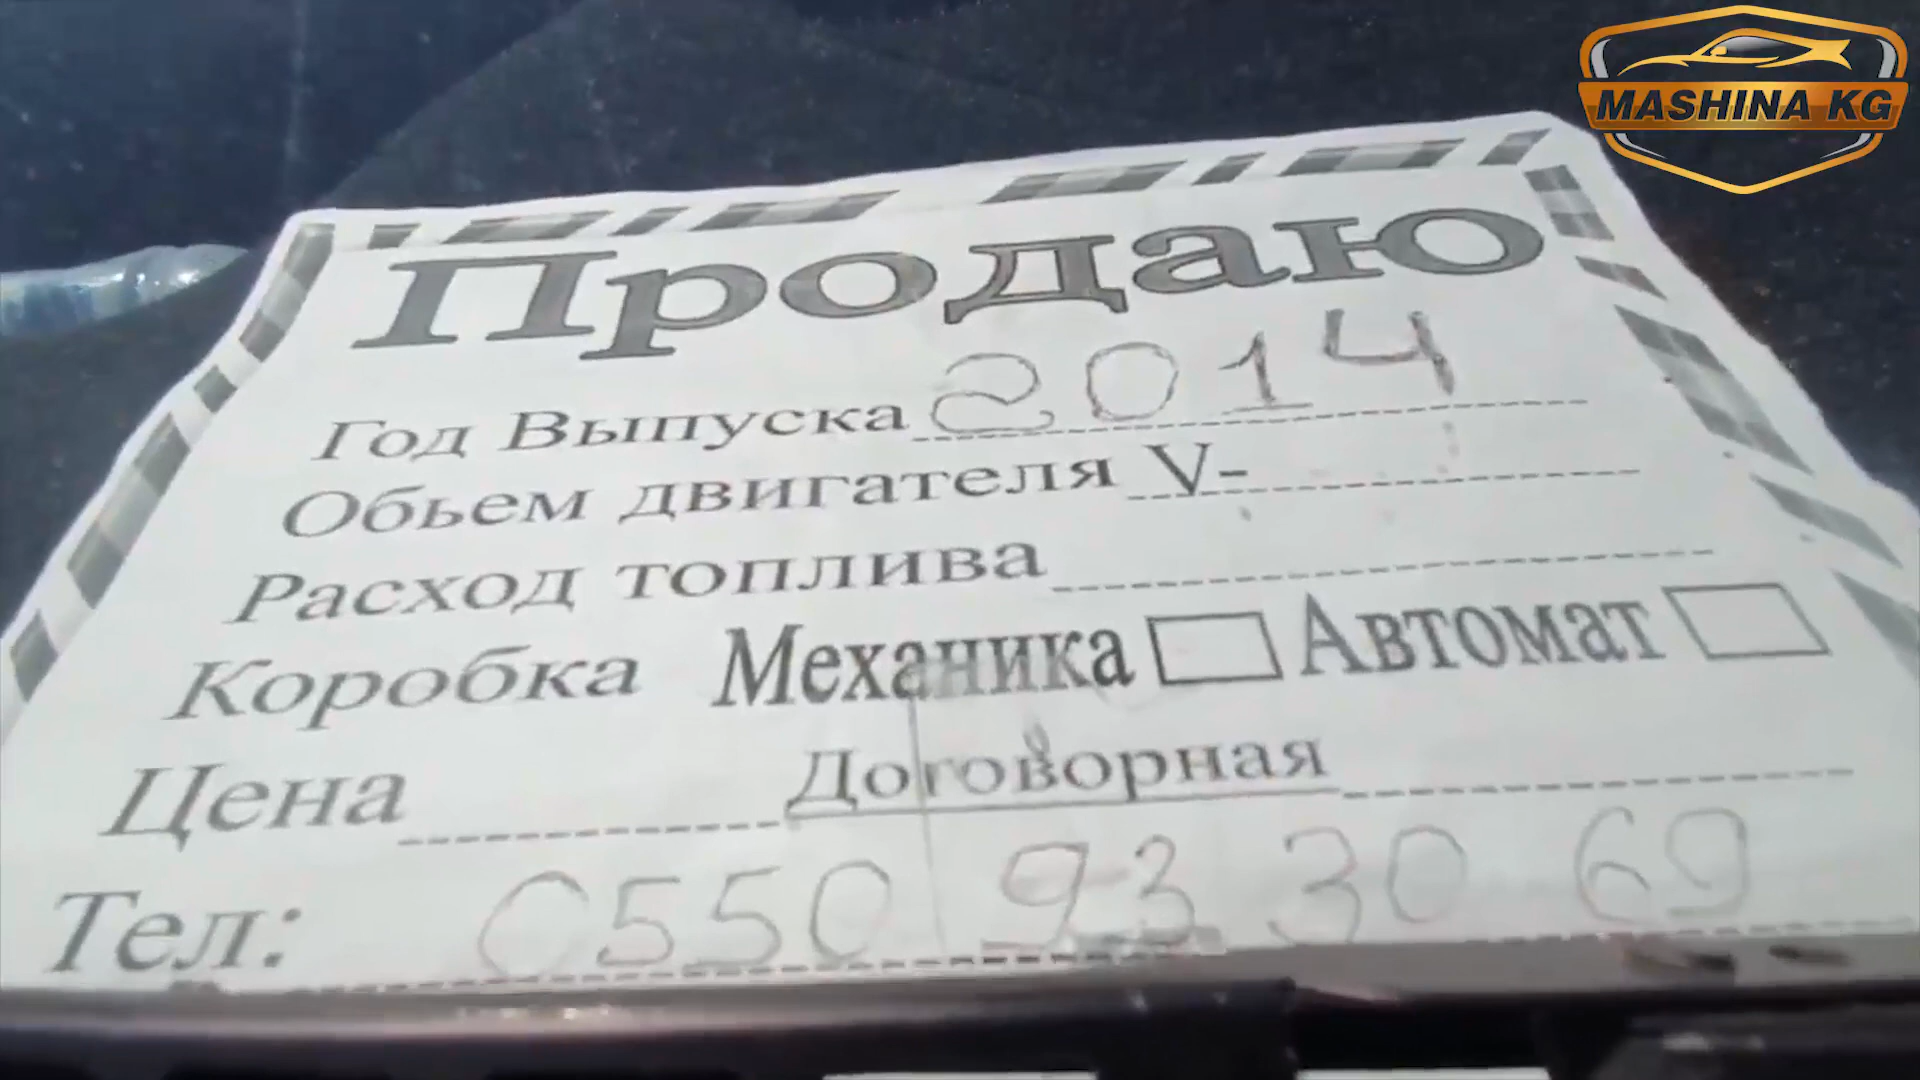 MASHINA KG
Продаю
Год Выпуска 2014
Обьем двигателя V-
Расход топлива
Коробка Механика Автомат
Цена Договорная
Тел: 0550 93 30 69